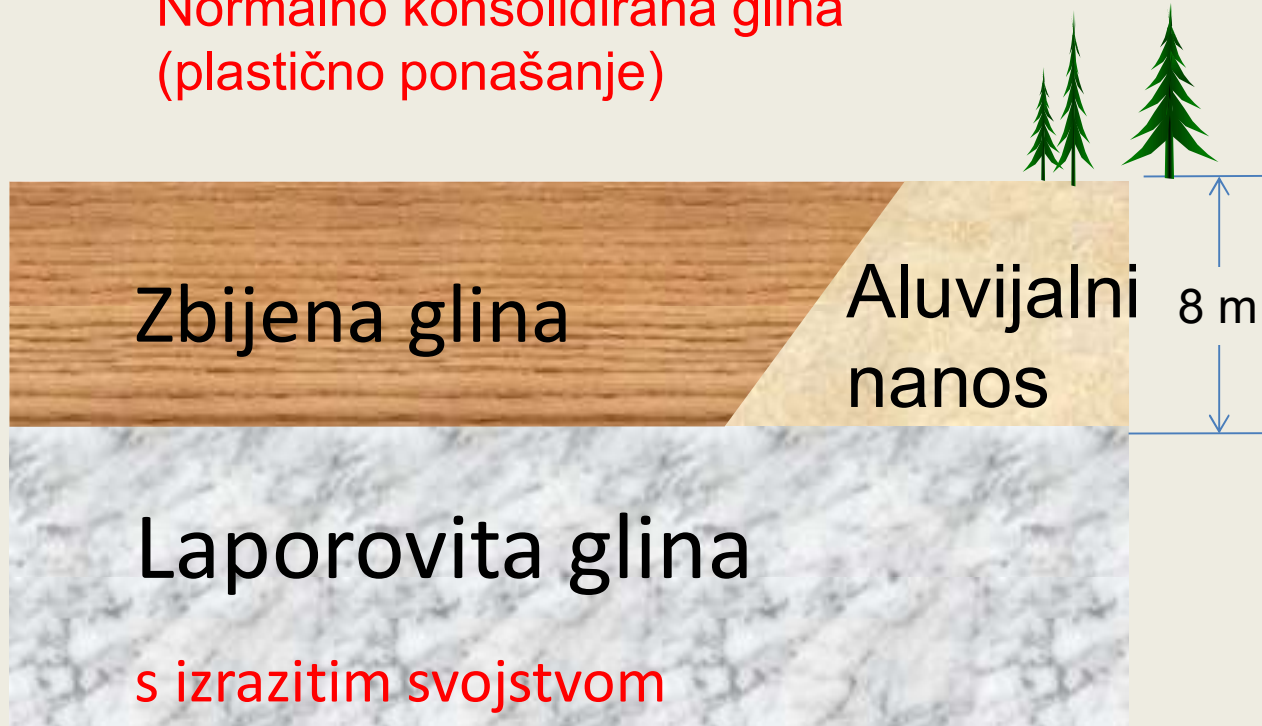 Normalno konsolidirana glina
(plastično ponašanje)
Zbijena glina
Aluvijalni
nanos
8 m
Laporovita glina
s izrazitim svojstvom